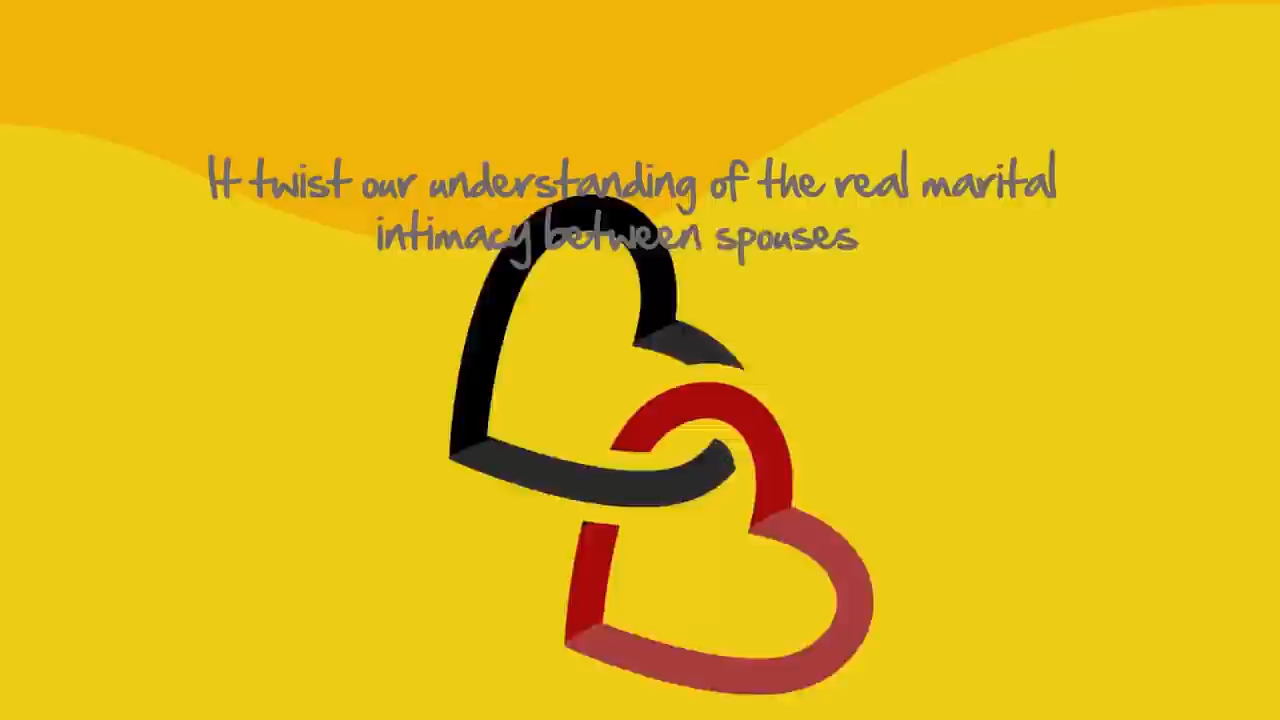 It twist our understanding of the real marital
intimacy between spouses